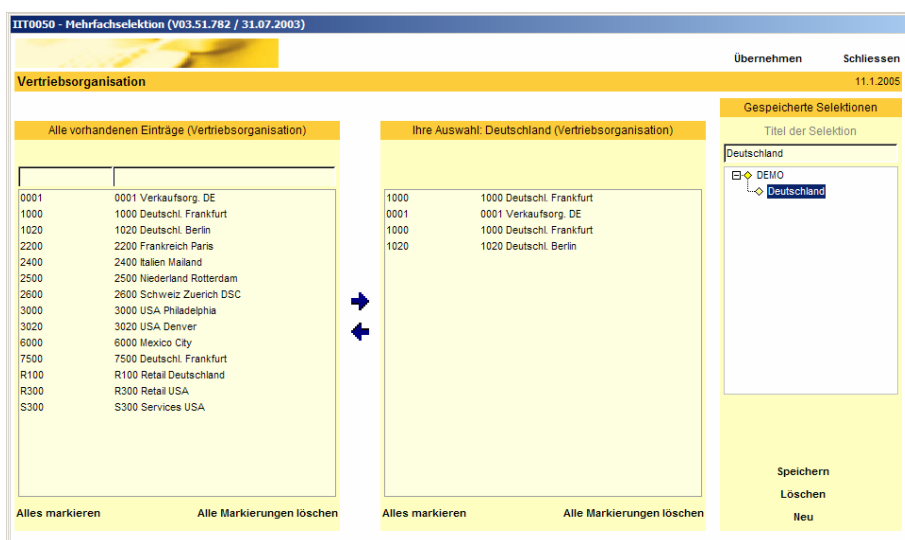 IIT0050 - Mehrfachselektion (V03.51.782 / 31.07.2003)
Übernehmen Schliessen
Vertriebsorganisation 11.1.2005
Alle vorhandenen Einträge (Vertriebsorganisation)
0001 0001 Verkaufsorg. DE
1000 1000 Deutschl. Frankfurt
1020 1020 Deutschl. Berlin
2200 2200 Frankreich Paris
2400 2400 Italien Mailand
2500 2500 Niederland Rotterdam
2600 2600 Schweiz Zuerich DSC
3000 3000 USA Philadelphia
3020 3020 USA Denver
6000 6000 Mexico City
7500 7500 Deutschl. Frankfurt
R100 R100 Retail Deutschland
R300 R300 Retail USA
S300 S300 Services USA
Alles markieren Alle Markierungen löschen
Ihre Auswahl: Deutschland (Vertriebsorganisation)
1000 1000 Deutschl. Frankfurt
0001 0001 Verkaufsorg. DE
1000 1000 Deutschl. Frankfurt
1020 1020 Deutschl. Berlin
Alles markieren Alle Markierungen löschen
Gespeicherte Selektionen
Titel der Selektion
Deutschland
DEMO
Deutschland
Speichern
Löschen
Neu